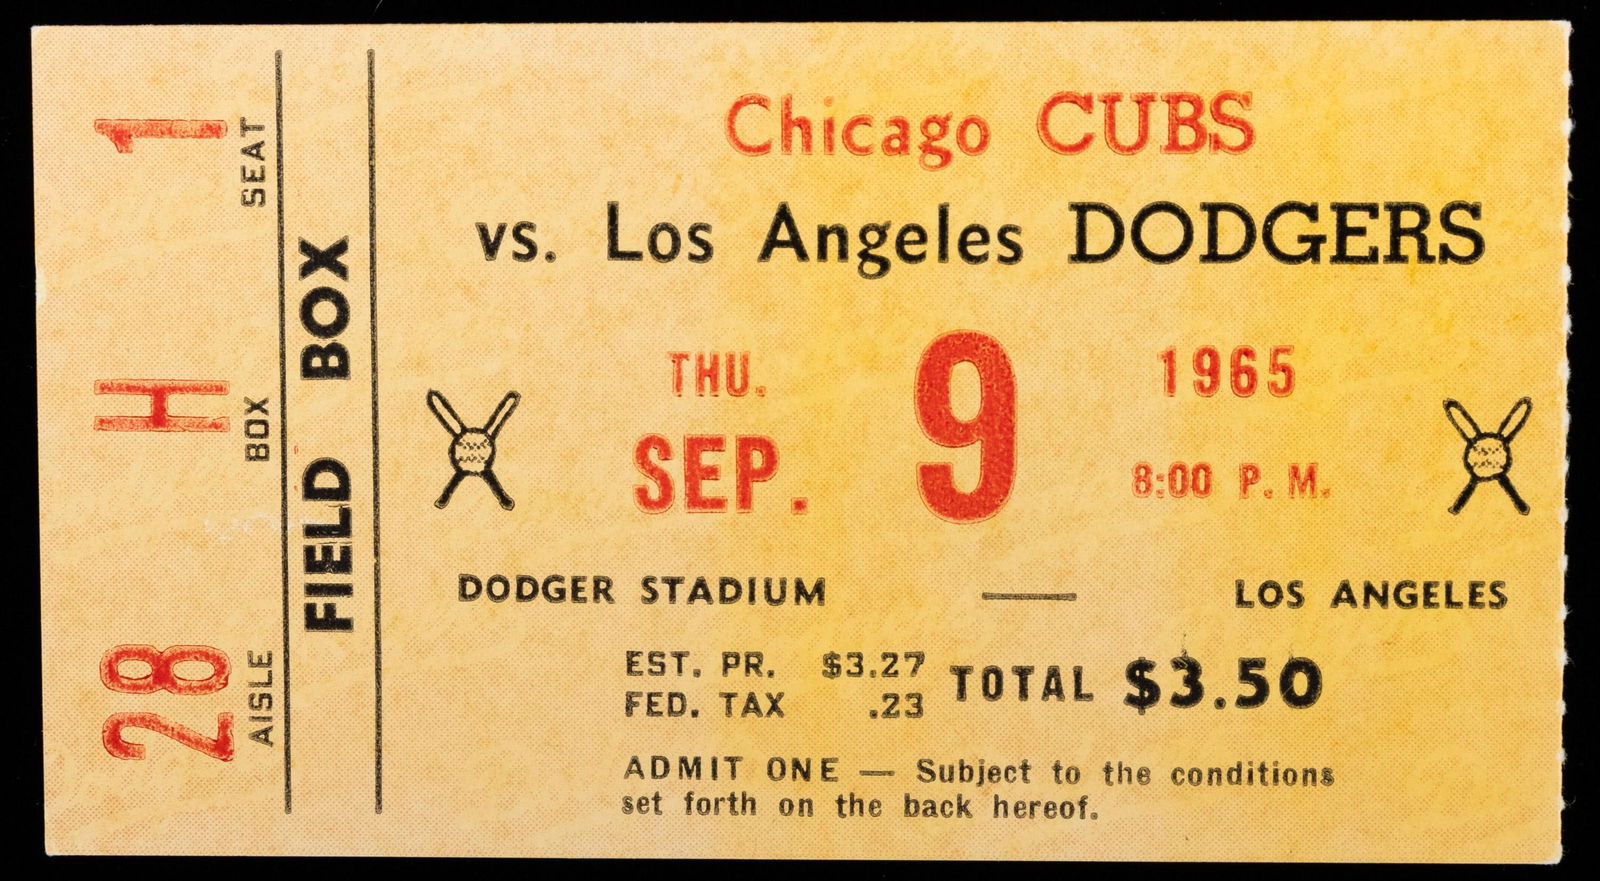 1
SEAT
H
BOX
28
AISLE
FIELD BOX
Chicago CUBS
vs. Los Angeles DODGERS
THU.
SEP. 9
1965
8:00 P. M.
DODGER STADIUM — LOS ANGELES
EST. PR. $3.27
FED. TAX .23
TOTAL $3.50
ADMIT ONE — Subject to the conditions
set forth on the back hereof.